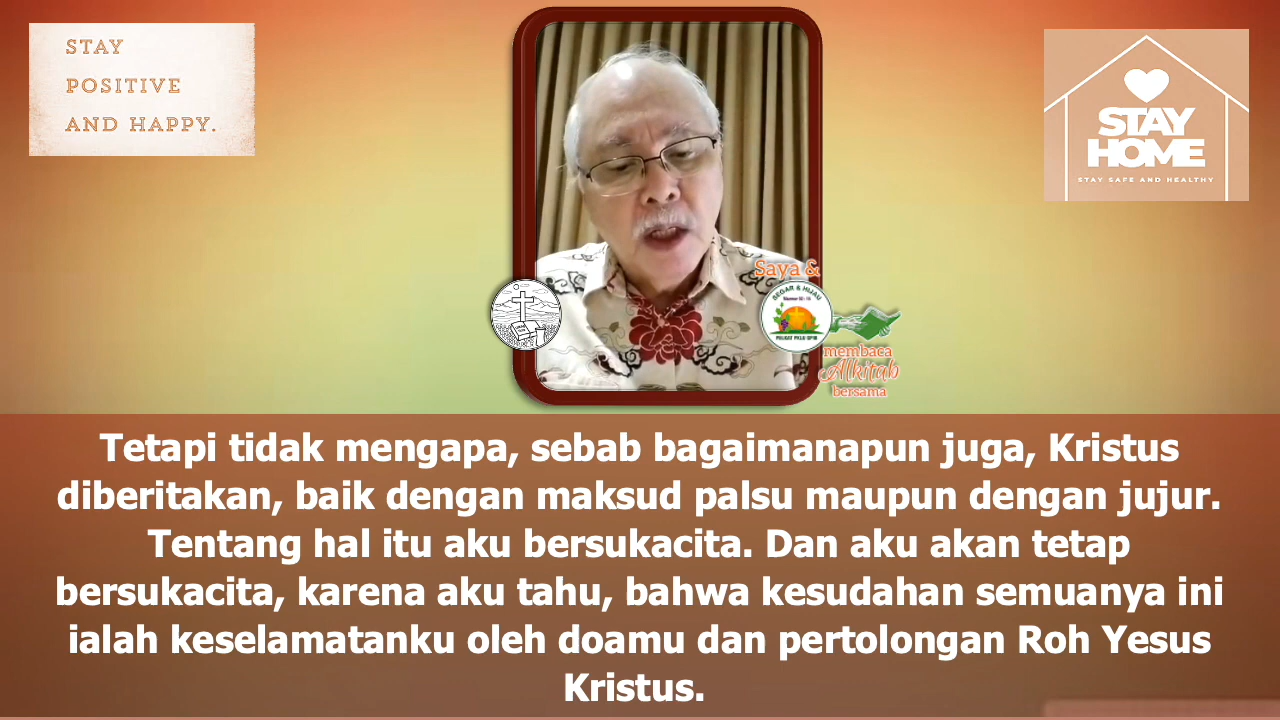 STAY
POSITIVE
AND HAPPY.
STAY
HOME
STAY SAFE AND HEALTHY
Saya &
SEGAR & HIJAU
PELKAT PKLU GPIB
membaca
Alkitab
bersama
Tetapi tidak mengapa, sebab bagaimanapun juga, Kristus
diberitakan, baik dengan maksud palsu maupun dengan jujur.
Tentang hal itu aku bersukacita. Dan aku akan tetap
bersukacita, karena aku tahu, bahwa kesudahan semuanya ini
ialah keselamatanku oleh doamu dan pertolongan Roh Yesus
Kristus.